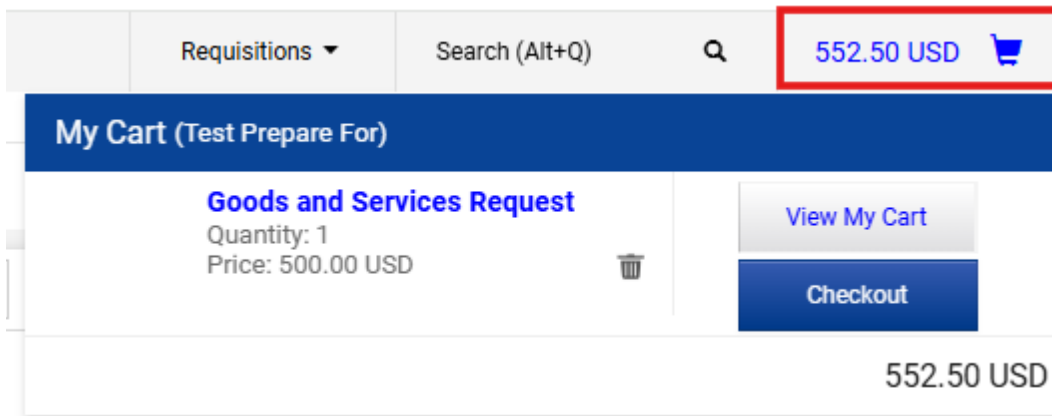 Requisitions Search (Alt+Q) 552.50 USD
My Cart (Test Prepare For)
Goods and Services Request
Quantity: 1
Price: 500.00 USD
View My Cart
Checkout
552.50 USD